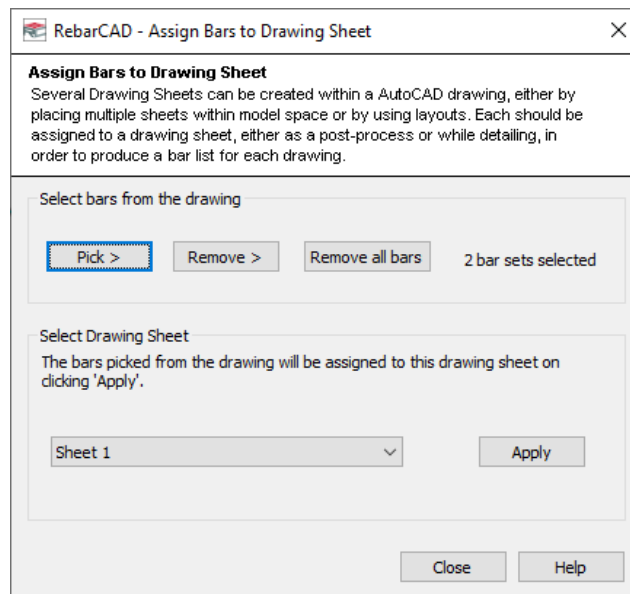 RebarCAD - Assign Bars to Drawing Sheet
Assign Bars to Drawing Sheet
Several Drawing Sheets can be created within a AutoCAD drawing, either by
placing multiple sheets within model space or by using layouts. Each should be
assigned to a drawing sheet, either as a post-process or while detailing, in
order to produce a bar list for each drawing.
Select bars from the drawing
Pick > Remove > Remove all bars 2 bar sets selected
Select Drawing Sheet
The bars picked from the drawing will be assigned to this drawing sheet on
clicking 'Apply'.
Sheet 1 Apply
Close Help